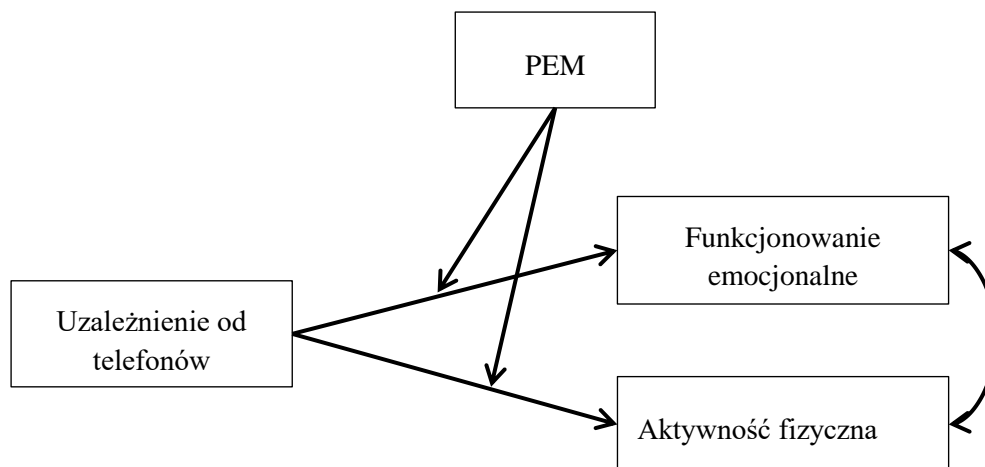 PEM
Funkcjonowanie
emocjonalne
Uzależnienie od
telefonów
Aktywność fizyczna